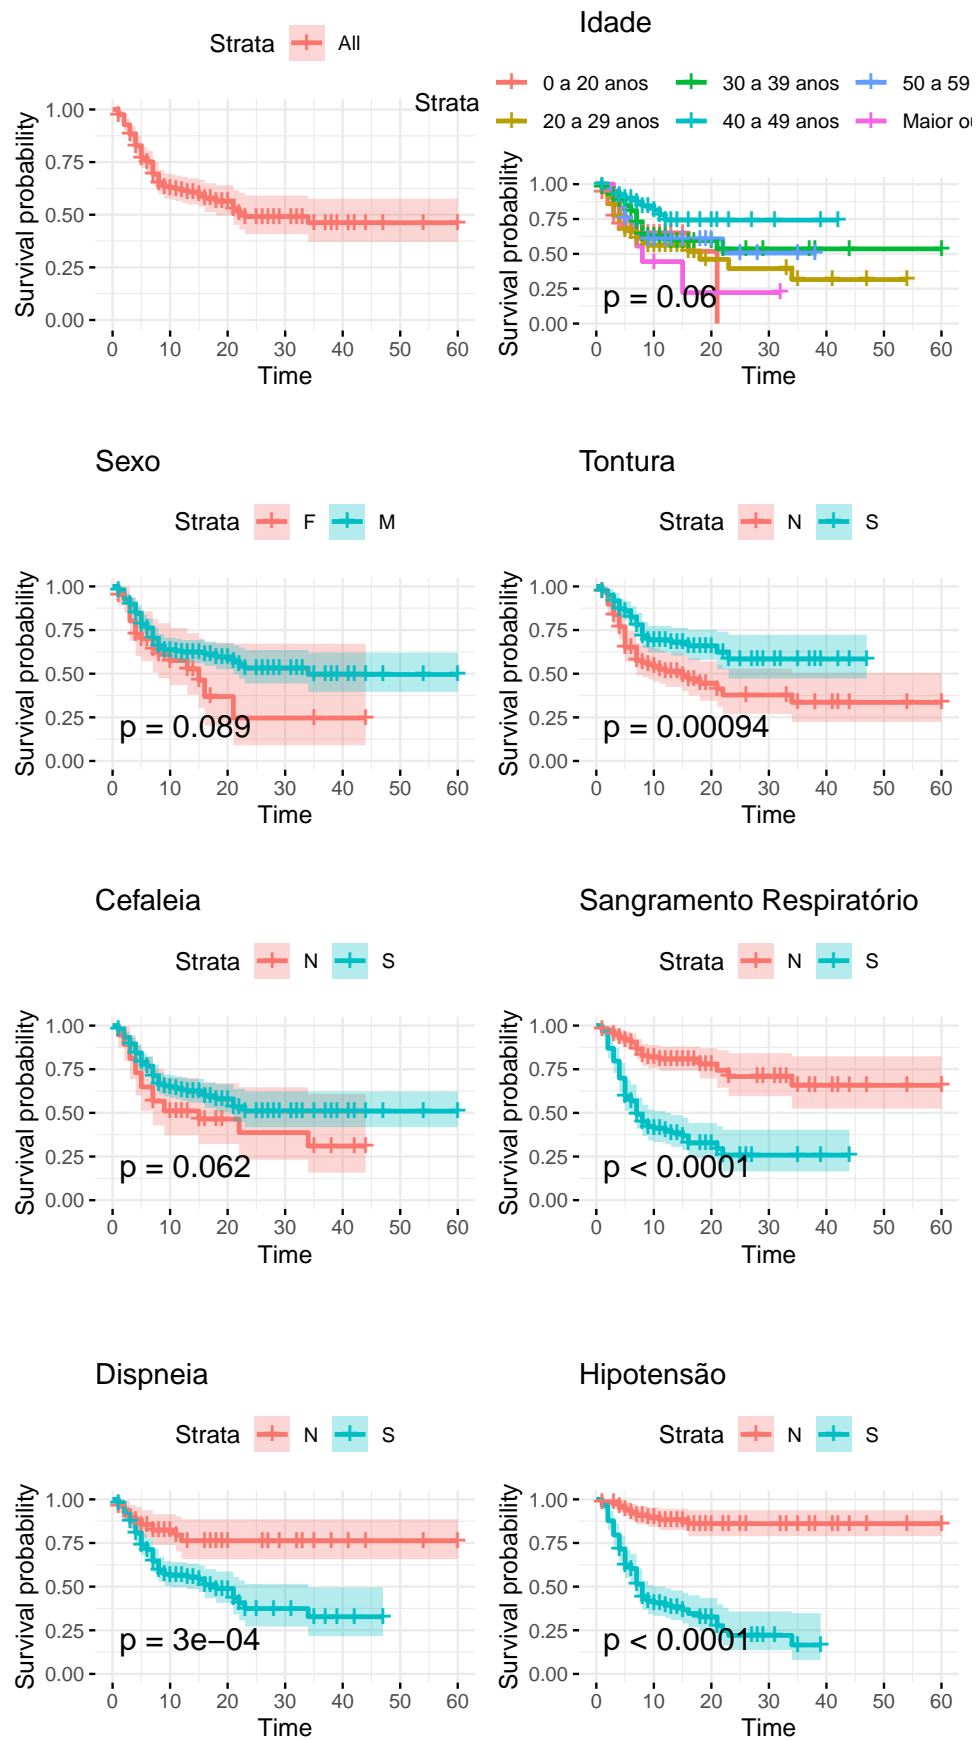 Strata All
Survival probability
1.00
0.75
0.50
0.25
0.00
0 10 20 30 40 50 60
Time
Idade
Strata
0 a 20 anos 30 a 39 anos 50 a 59
20 a 29 anos 40 a 49 anos Maior ou
Survival probability
1.00
0.75
0.50
0.25
0.00
p = 0.06
0 10 20 30 40 50 60
Time
Sexo
Strata F M
Survival probability
1.00
0.75
0.50
0.25
0.00
p = 0.089
0 10 20 30 40 50 60
Time
Tontura
Strata N S
Survival probability
1.00
0.75
0.50
0.25
0.00
p = 0.00094
0 10 20 30 40 50 60
Time
Cefaleia
Strata N S
Survival probability
1.00
0.75
0.50
0.25
0.00
p = 0.062
0 10 20 30 40 50 60
Time
Sangramento Respiratório
Strata N S
Survival probability
1.00
0.75
0.50
0.25
0.00
p < 0.0001
0 10 20 30 40 50 60
Time
Dispneia
Strata N S
Survival probability
1.00
0.75
0.50
0.25
0.00
p = 3e−04
0 10 20 30 40 50 60
Time
Hipotensão
Strata N S
Survival probability
1.00
0.75
0.50
0.25
0.00
p < 0.0001
0 10 20 30 40 50 60
Time